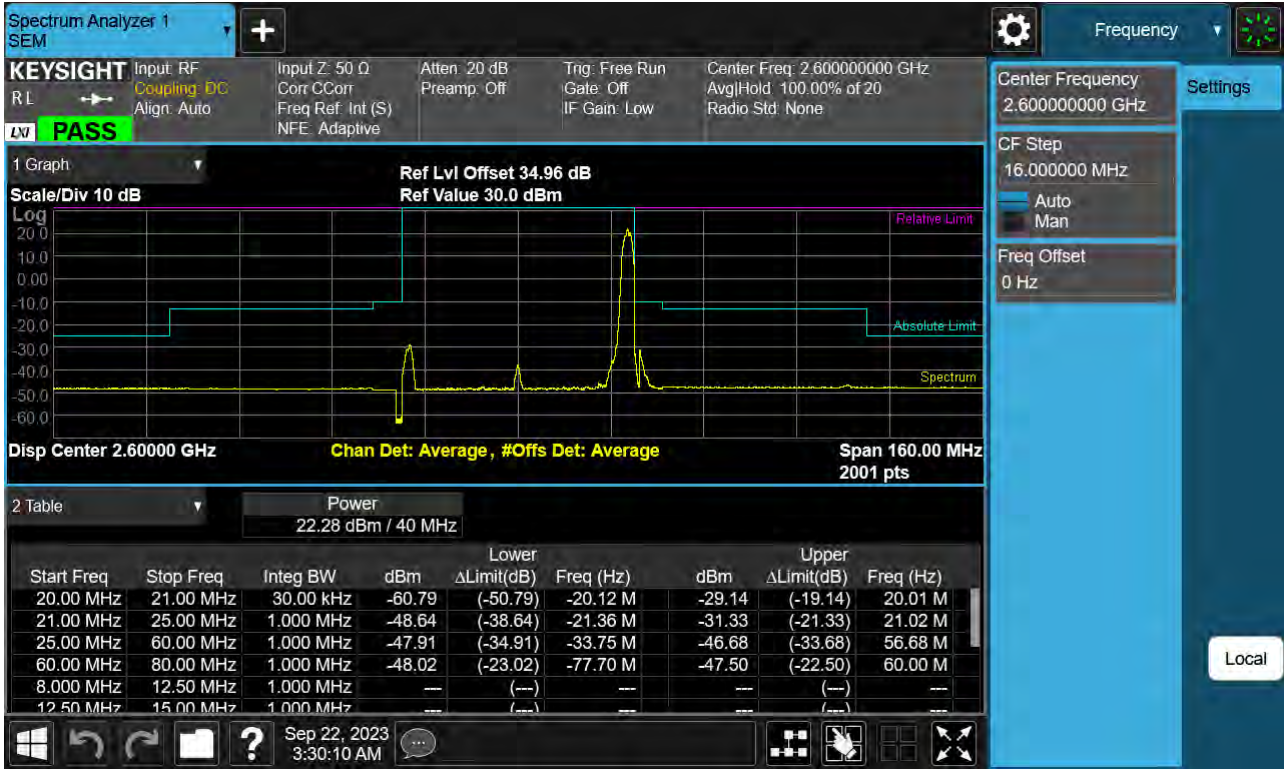 Spectrum Analyzer 1
SEM
Frequency
KEYSIGHT
R L
LXI
PASS
Input: RF
Coupling: DC
Align: Auto
Input Z: 50 Ω
Corr CCorr
Freq Ref: Int (S)
NFE: Adaptive
Atten: 20 dB
Preamp: Off
Trig: Free Run
Gate: Off
IF Gain: Low
Center Freq: 2.600000000 GHz
Avg|Hold: 100.00% of 20
Radio Std: None
Center Frequency
2.600000000 GHz
Settings
CF Step
16.000000 MHz
Auto
Man
Freq Offset
0 Hz
Local
1 Graph
Scale/Div 10 dB
Ref Lvl Offset 34.96 dB
Ref Value 30.0 dBm
Log
20.0
10.0
0.00
-10.0
-20.0
-30.0
-40.0
-50.0
-60.0
Relative Limit
Absolute Limit
Spectrum
Disp Center 2.60000 GHz
Chan Det: Average, #Offs Det: Average
Span 160.00 MHz
2001 pts
2 Table
Power
22.28 dBm / 40 MHz
Lower Upper
Start Freq Stop Freq Integ BW dBm ΔLimit(dB) Freq (Hz) dBm ΔLimit(dB) Freq (Hz)
20.00 MHz 21.00 MHz 30.00 kHz -60.79 (-50.79) -20.12 M -29.14 (-19.14) 20.01 M
21.00 MHz 25.00 MHz 1.000 MHz -48.64 (-38.64) -21.36 M -31.33 (-21.33) 21.02 M
25.00 MHz 60.00 MHz 1.000 MHz -47.91 (-34.91) -33.75 M -46.68 (-33.68) 56.68 M
60.00 MHz 80.00 MHz 1.000 MHz -48.02 (-23.02) -77.70 M -47.50 (-22.50) 60.00 M
8.000 MHz 12.50 MHz 1.000 MHz --- (---) --- --- (---) ---
12.50 MHz 15.00 MHz 1.000 MHz --- (---) --- --- (---) ---
?
Sep 22, 2023
3:30:10 AM